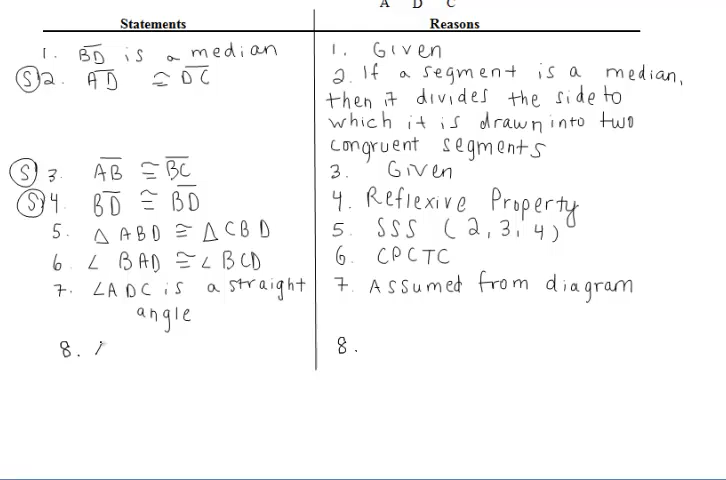 A D C
Statements Reasons
1. BD is a median 1. Given
(S) 2. AD ≅ DC 2. If a segment is a median,
then it divides the side to
which it is drawn into two
congruent segments
(S) 3. AB ≅ BC 3. Given
(S) 4. BD ≅ BD 4. Reflexive Property
5. △ ABD ≅ △ CBD 5. SSS (2, 3, 4)
6. ∠ BAD ≅ ∠ BCD 6. CPCTC
7. ∠ADC is a straight 7. Assumed from diagram
angle
8. 8.